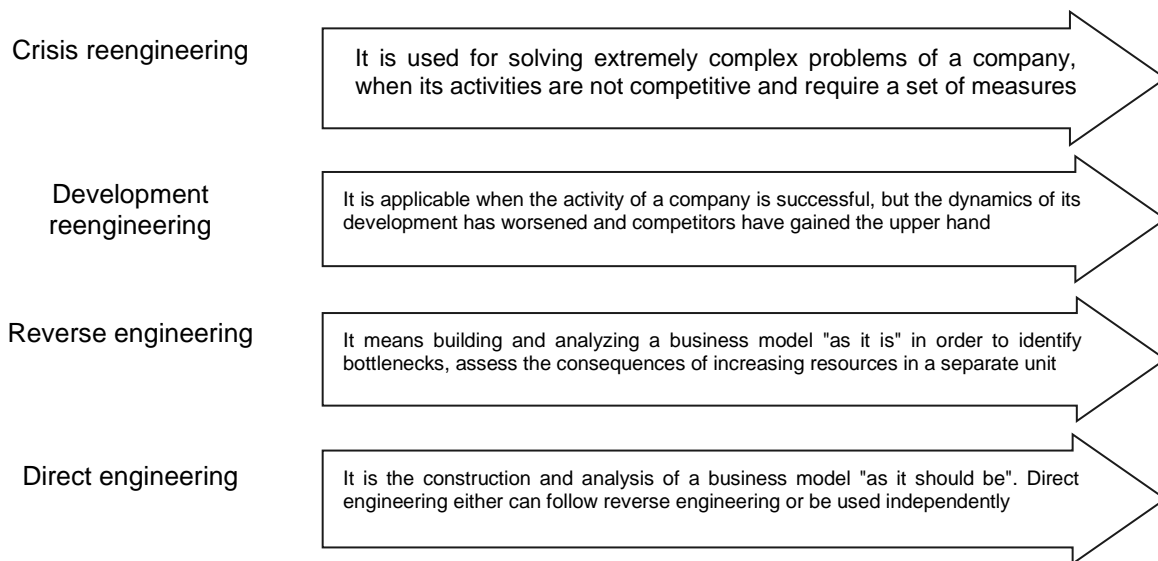 Crisis reengineering
It is used for solving extremely complex problems of a company,
when its activities are not competitive and require a set of measures
Development
reengineering
It is applicable when the activity of a company is successful, but the dynamics of its
development has worsened and competitors have gained the upper hand
Reverse engineering
It means building and analyzing a business model "as it is" in order to identify
bottlenecks, assess the consequences of increasing resources in a separate unit
Direct engineering
It is the construction and analysis of a business model "as it should be". Direct
engineering either can follow reverse engineering or be used independently